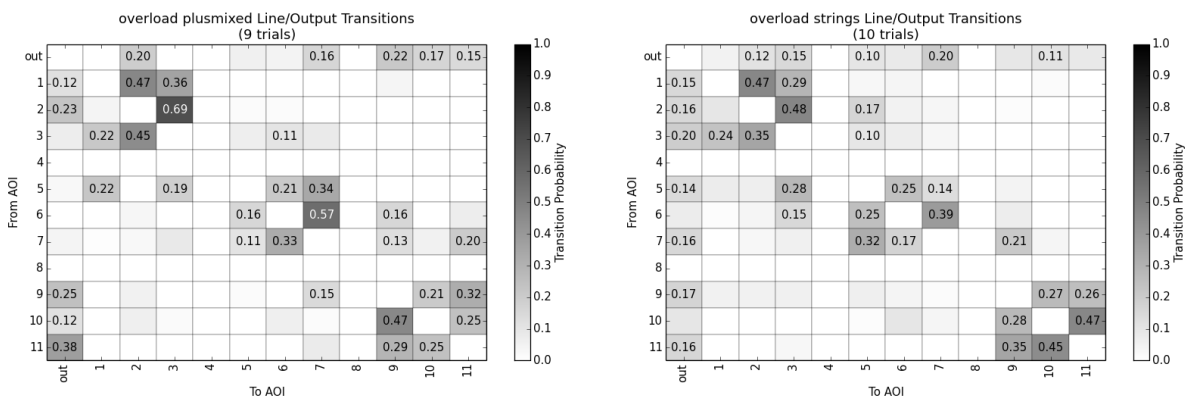 overload plusmixed Line/Output Transitions
(9 trials)
out 0.20 0.16 0.22 0.17 0.15
1 0.12 0.47 0.36
2 0.23 0.69
3 0.22 0.45 0.11
4
5 0.22 0.19 0.21 0.34
6 0.16 0.57 0.16
7 0.11 0.33 0.13 0.20
8
9 0.25 0.15 0.21 0.32
10 0.12 0.47 0.25
11 0.38 0.29 0.25
out 1 2 3 4 5 6 7 8 9 10 11
From AOI
To AOI
1.0
0.9
0.8
0.7
0.6
0.5
0.4
0.3
0.2
0.1
0.0
Transition Probability
overload strings Line/Output Transitions
(10 trials)
out 0.12 0.15 0.10 0.20 0.11
1 0.15 0.47 0.29
2 0.16 0.48 0.17
3 0.20 0.24 0.35 0.10
4
5 0.14 0.28 0.25 0.14
6 0.15 0.25 0.39
7 0.16 0.32 0.17 0.21
8
9 0.17 0.27 0.26
10 0.28 0.47
11 0.16 0.35 0.45
out 1 2 3 4 5 6 7 8 9 10 11
From AOI
To AOI
1.0
0.9
0.8
0.7
0.6
0.5
0.4
0.3
0.2
0.1
0.0
Transition Probability